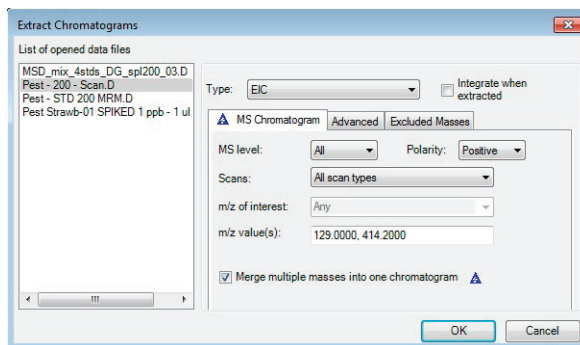 Extract Chromatograms
List of opened data files
MSD_mix_4stds_DG_spl200_03.D
Pest - 200 - Scan.D
Pest - STD 200 MRM.D
Pest Strawb-01 SPIKED 1 ppb - 1 ul
Type: EIC Integrate when extracted
MS Chromatogram Advanced Excluded Masses
MS level: All Polarity: Positive
Scans: All scan types
m/z of interest: Any
m/z value(s): 129.0000, 414.2000
Merge multiple masses into one chromatogram
OK Cancel